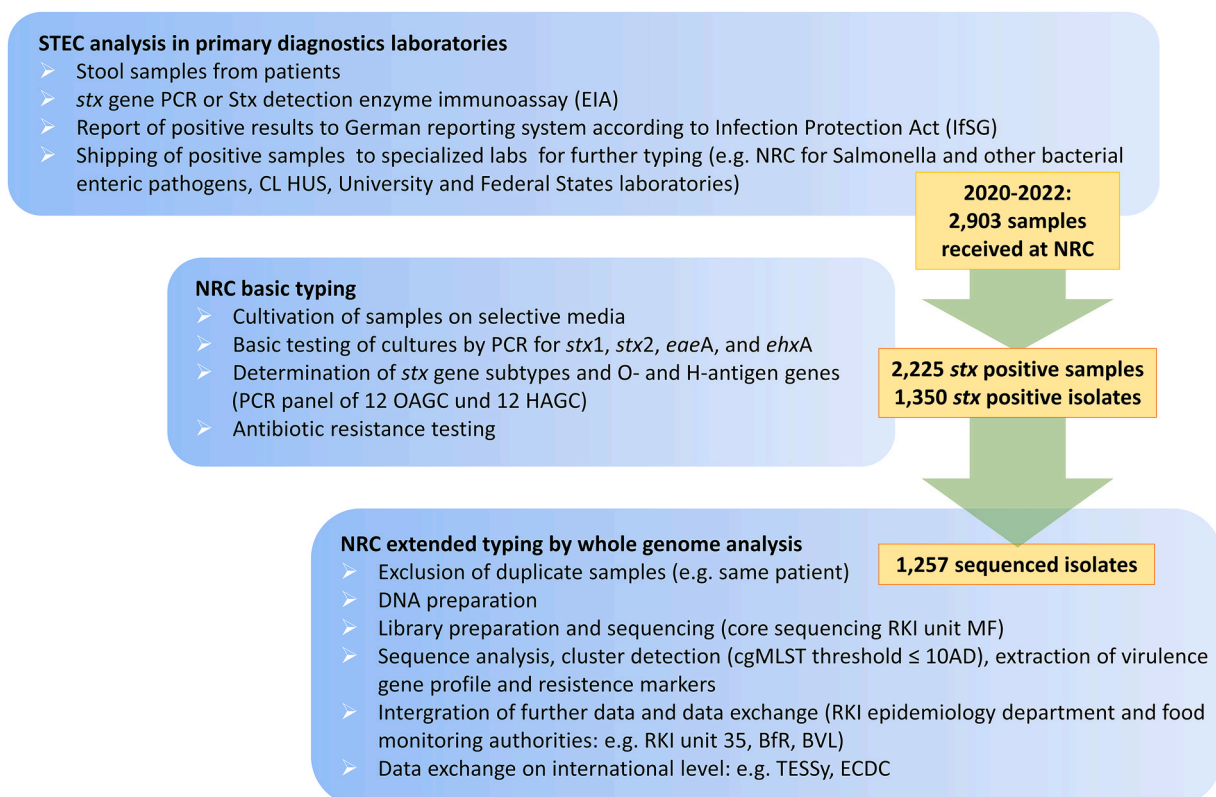 STEC analysis in primary diagnostics laboratories
Stool samples from patients
stx gene PCR or Stx detection enzyme immunoassay (EIA)
Report of positive results to German reporting system according to Infection Protection Act (IfSG)
Shipping of positive samples to specialized labs for further typing (e.g. NRC for Salmonella and other bacterial
enteric pathogens, CL HUS, University and Federal States laboratories)
2020-2022:
2,903 samples
received at NRC
NRC basic typing
Cultivation of samples on selective media
Basic testing of cultures by PCR for stx1, stx2, eaeA, and ehxA
Determination of stx gene subtypes and O- and H-antigen genes
(PCR panel of 12 OAGC und 12 HAGC)
Antibiotic resistance testing
2,225 stx positive samples
1,350 stx positive isolates
NRC extended typing by whole genome analysis
Exclusion of duplicate samples (e.g. same patient)
DNA preparation
Library preparation and sequencing (core sequencing RKI unit MF)
Sequence analysis, cluster detection (cgMLST threshold ≤ 10AD), extraction of virulence
gene profile and resistence markers
Intergration of further data and data exchange (RKI epidemiology department and food
monitoring authorities: e.g. RKI unit 35, BfR, BVL)
Data exchange on international level: e.g. TESSy, ECDC
1,257 sequenced isolates